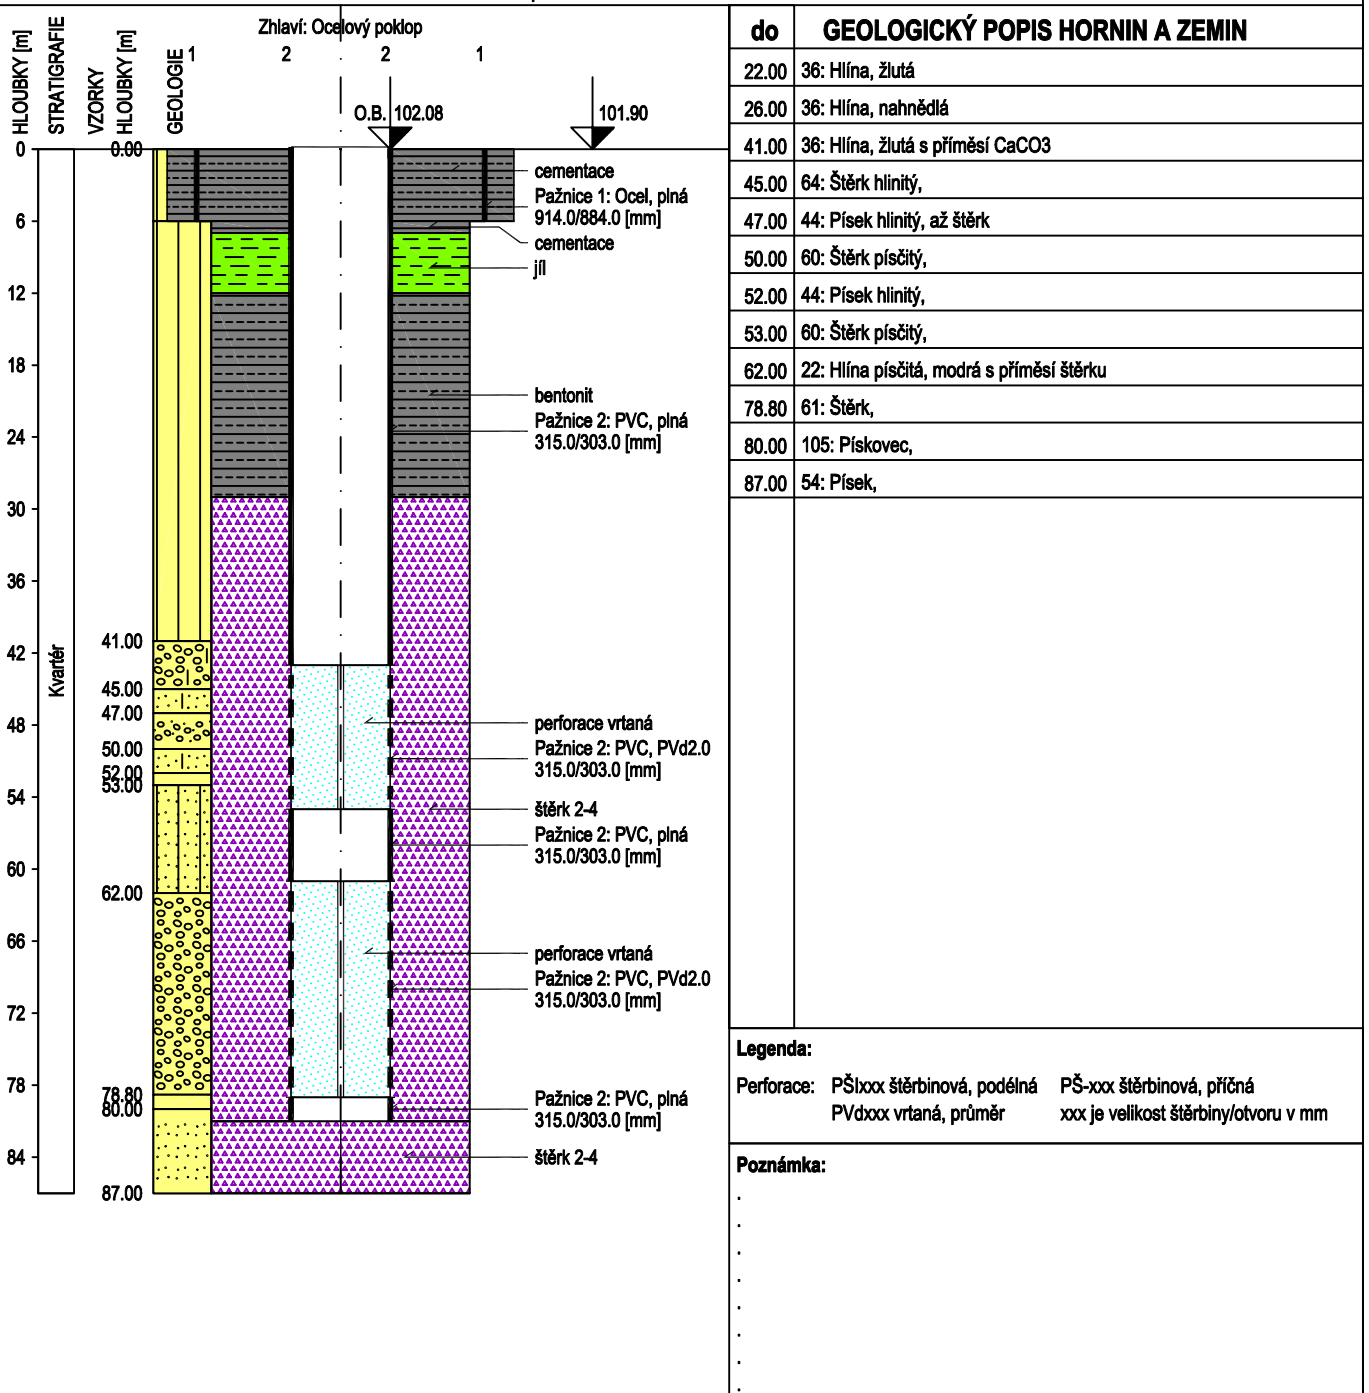 Zhlaví: Ocelový poklop
HLOUBKY [m]
STRATIGRAFIE
VZORKY
HLOUBKY [m]
GEOLOGIE
1
2
2
1
O.B. 102.08
101.90
0
6
12
18
24
30
36
42
48
54
60
66
72
78
84
Kvartér
0.00
41.00
45.00
47.00
50.00
52.00
53.00
62.00
78.80
80.00
87.00
cementace
Pažnice 1: Ocel, plná
914.0/884.0 [mm]
cementace
jíl
bentonit
Pažnice 2: PVC, plná
315.0/303.0 [mm]
perforace vrtaná
Pažnice 2: PVC, PVd2.0
315.0/303.0 [mm]
štěrk 2-4
Pažnice 2: PVC, plná
315.0/303.0 [mm]
perforace vrtaná
Pažnice 2: PVC, PVd2.0
315.0/303.0 [mm]
Pažnice 2: PVC, plná
315.0/303.0 [mm]
štěrk 2-4
do GEOLOGICKÝ POPIS HORNIN A ZEMIN
22.00 36: Hlína, žlutá
26.00 36: Hlína, nahnědlá
41.00 36: Hlína, žlutá s příměsí CaCO3
45.00 64: Štěrk hlinitý,
47.00 44: Písek hlinitý, až štěrk
50.00 60: Štěrk písčitý,
52.00 44: Písek hlinitý,
53.00 60: Štěrk písčitý,
62.00 22: Hlína písčitá, modrá s příměsí štěrku
78.80 61: Štěrk,
80.00 105: Pískovec,
87.00 54: Písek,
Legenda:
Perforace: PŠlxxx štěrbinová, podélná PŠ-xxx štěrbinová, příčná
PVdxxx vrtaná, průměr xxx je velikost štěrbiny/otvoru v mm
Poznámka:
.
.
.
.
.
.
.
.